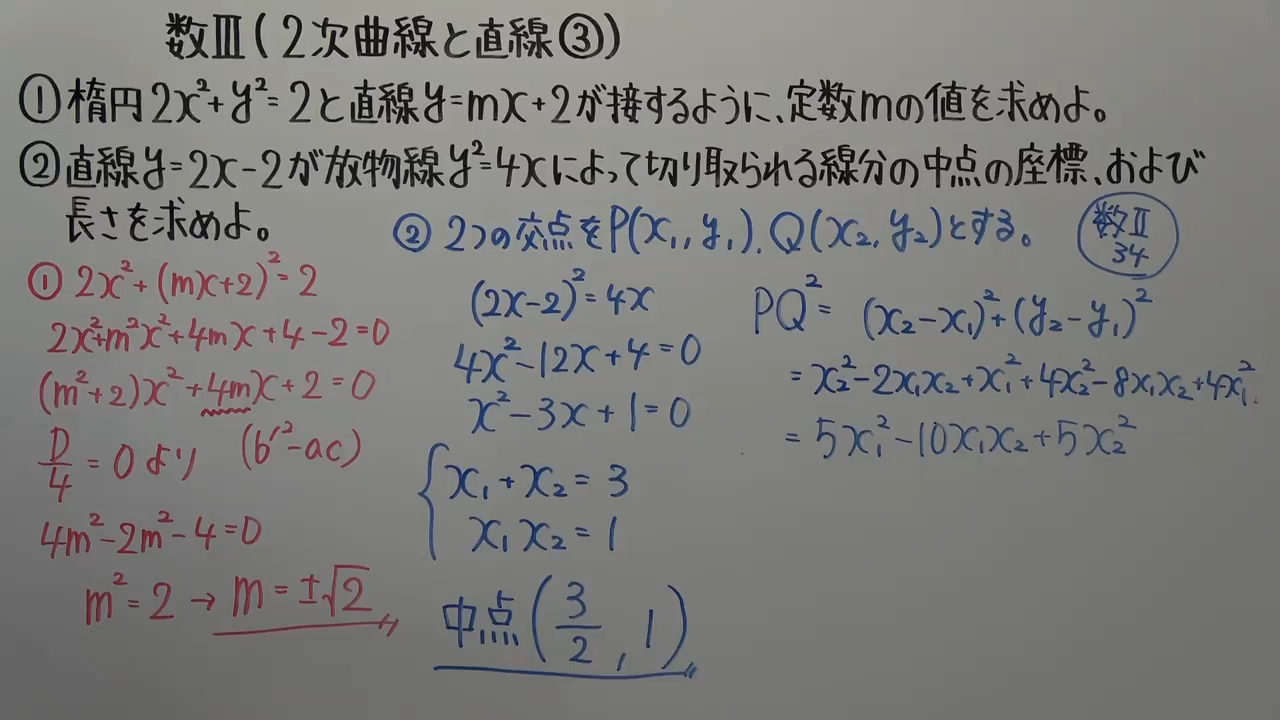 数Ⅲ(2次曲線と直線③)
①楕円2x²+y²=2と直線y=mx+2が接するように、定数mの値を求めよ。
②直線y=2x-2が放物線y²=4xによって切り取られる線分の中点の座標、および
長さを求めよ。
数Ⅱ
34
① 2x²+(mx+2)²=2
2x²+m²x²+4mx+4-2=0
(m²+2)x²+4mx+2=0
D/4=0より (b'²-ac)
4m²-2m²-4=0
m²=2→m=±√2
② 2つの交点をP(x₁,y₁).Q(x₂,y₂)とする。
(2x-2)²=4x
4x²-12x+4=0
x²-3x+1=0
{x₁+x₂=3
x₁x₂=1
中点(3/2,1)
PQ²=(x₂-x₁)²+(y₂-y₁)²
=x₂²-2x₁x₂+x₁²+4x₂²-8x₁x₂+4x₁².
=5x₁²-10x₁x₂+5x₂²